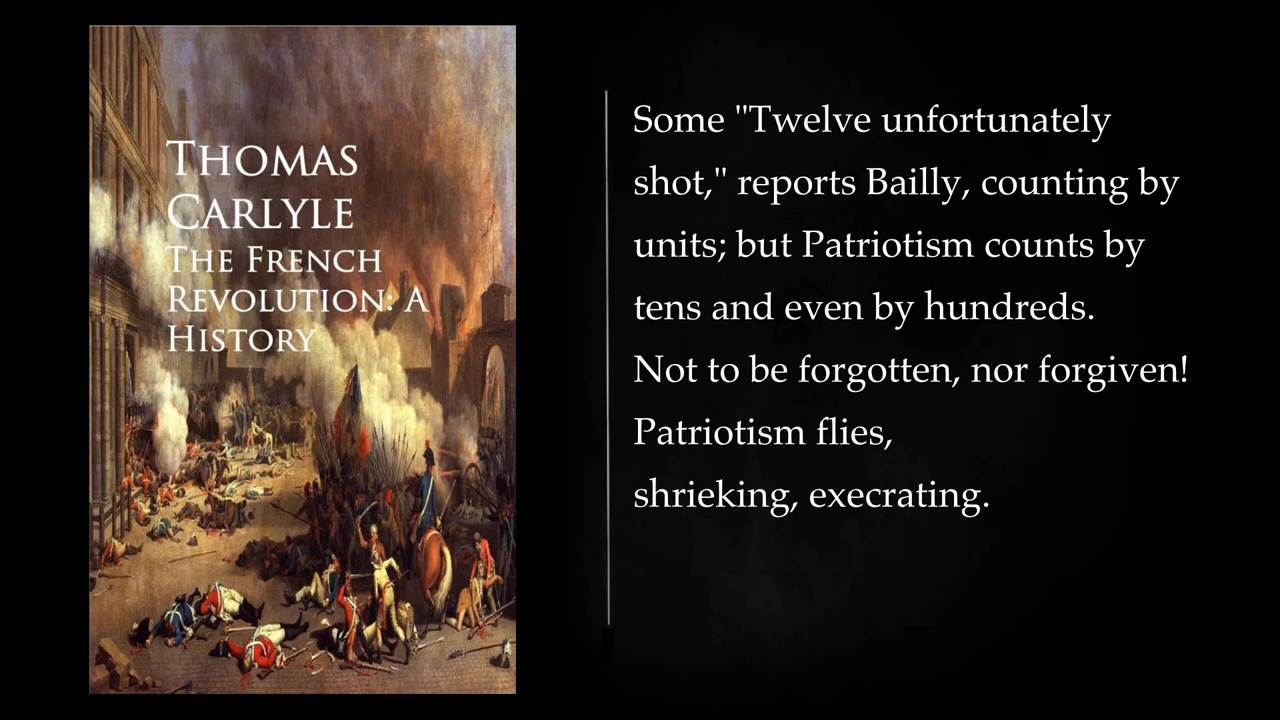 THOMAS
CARLYLE
THE FRENCH
REVOLUTION: A
HISTORY
Some "Twelve unfortunately
shot," reports Bailly, counting by
units; but Patriotism counts by
tens and even by hundreds.
Not to be forgotten, nor forgiven!
Patriotism flies,
shrieking, execrating.